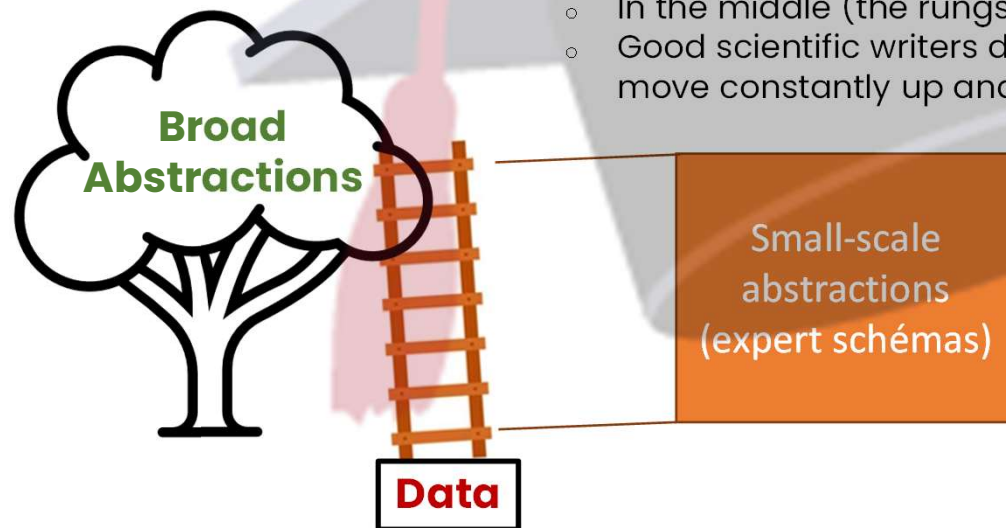 In the middle (the rungs
Good scientific writers d
move constantly up and
Broad
Abstractions
Small-scale
abstractions
(expert schémas)
Data